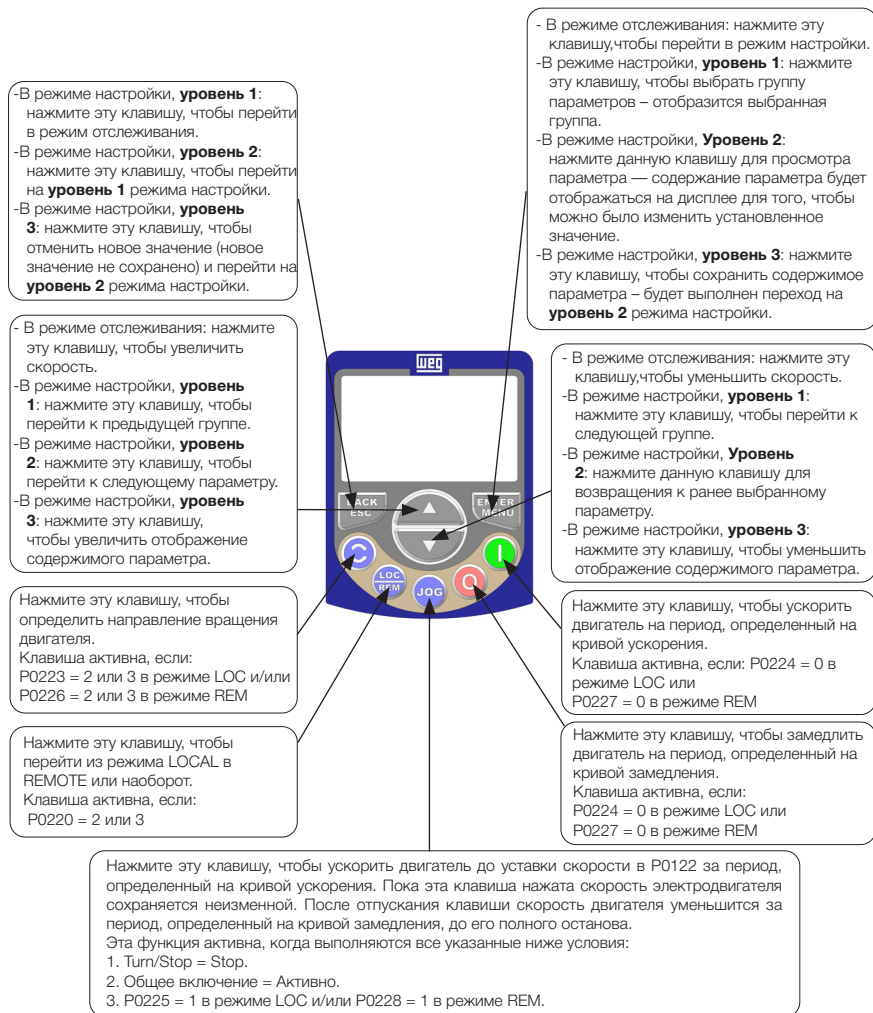 -В режиме настройки, уровень 1:
нажмите эту клавишу, чтобы перейти
в режим отслеживания.
-В режиме настройки, уровень 2:
нажмите эту клавишу, чтобы перейти
на уровень 1 режима настройки.
-В режиме настройки, уровень
3: нажмите эту клавишу, чтобы
отменить новое значение (новое
значение не сохранено) и перейти на
уровень 2 режима настройки.
- В режиме отслеживания: нажмите эту
клавишу,чтобы перейти в режим настройки.
-В режиме настройки, уровень 1: нажмите
эту клавишу, чтобы выбрать группу
параметров – отобразится выбранная
группа.
-В режиме настройки, Уровень 2:
нажмите данную клавишу для просмотра
параметра — содержание параметра будет
отображаться на дисплее для того, чтобы
можно было изменить установленное
значение.
-В режиме настройки, уровень 3: нажмите
эту клавишу, чтобы сохранить содержимое
параметра – будет выполнен переход на
уровень 2 режима настройки.
- В режиме отслеживания: нажмите
эту клавишу, чтобы увеличить
скорость.
-В режиме настройки, уровень
1: нажмите эту клавишу, чтобы
перейти к предыдущей группе.
-В режиме настройки, уровень
2: нажмите эту клавишу, чтобы
перейти к следующему параметру.
-В режиме настройки, уровень
3: нажмите эту клавишу,
чтобы увеличить отображение
содержимого параметра.
weg
BACK
ESC
ENTER
MENU
LOC
REM
JOG
- В режиме отслеживания: нажмите эту
клавишу,чтобы уменьшить скорость.
-В режиме настройки, уровень 1:
нажмите эту клавишу, чтобы перейти к
следующей группе.
-В режиме настройки, Уровень
2: нажмите данную клавишу для
возвращения к ранее выбранному
параметру.
-В режиме настройки, уровень 3:
нажмите эту клавишу, чтобы уменьшить
отображение содержимого параметра.
Нажмите эту клавишу, чтобы
определить направление вращения
двигателя.
Клавиша активна, если:
P0223 = 2 или 3 в режиме LOC и/или
P0226 = 2 или 3 в режиме REM
Нажмите эту клавишу, чтобы ускорить
двигатель на период, определенный на
кривой ускорения.
Клавиша активна, если: P0224 = 0 в
режиме LOC или
P0227 = 0 в режиме REM
Нажмите эту клавишу, чтобы
перейти из режима LOCAL в
REMOTE или наоборот.
Клавиша активна, если:
P0220 = 2 или 3
Нажмите эту клавишу, чтобы замедлить
двигатель на период, определенный на
кривой замедления.
Клавиша активна, если:
P0224 = 0 в режиме LOC или
P0227 = 0 в режиме REM
Нажмите эту клавишу, чтобы ускорить двигатель до уставки скорости в P0122 за период,
определенный на кривой ускорения. Пока эта клавиша нажата скорость электродвигателя
сохраняется неизменной. После отпускания клавиши скорость двигателя уменьшится за
период, определенный на кривой замедления, до его полного останова.
Эта функция активна, когда выполняются все указанные ниже условия:
1. Turn/Stop = Stop.
2. Общее включение = Активно.
3. P0225 = 1 в режиме LOC и/или P0228 = 1 в режиме REM.